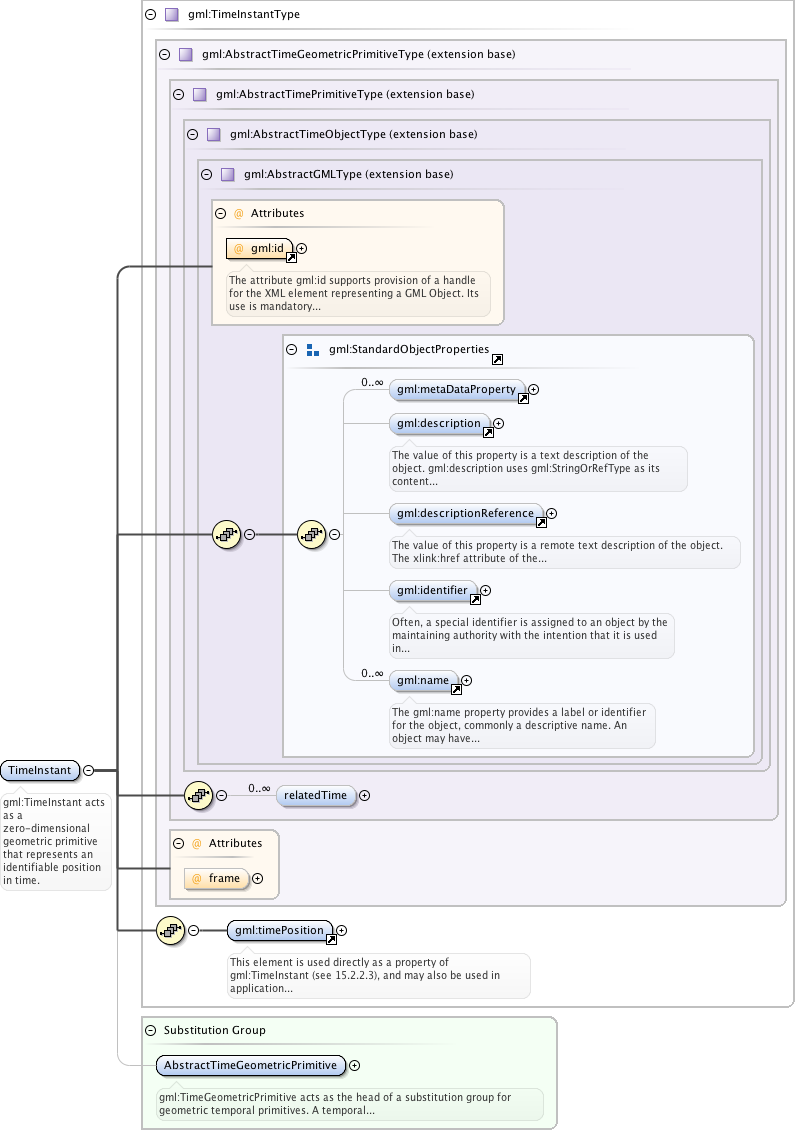 gml:TimeInstantType
gml:AbstractTimeGeometricPrimitiveType (extension base)
gml:AbstractTimePrimitiveType (extension base)
gml:AbstractTimeObjectType (extension base)
gml:AbstractGMLType (extension base)
@ Attributes
@ gml:id
The attribute gml:id supports provision of a handle
for the XML element representing a GML Object. Its
use is mandatory...
gml:StandardObjectProperties
0..∞
gml:metaDataProperty
gml:description
The value of this property is a text description of the
object. gml:description uses gml:StringOrRefType as its
content...
gml:descriptionReference
The value of this property is a remote text description of the object.
The xlink:href attribute of the...
gml:identifier
Often, a special identifier is assigned to an object by the
maintaining authority with the intention that it is used
in...
0..∞
gml:name
The gml:name property provides a label or identifier
for the object, commonly a descriptive name. An
object may have...
TimeInstant
gml:TimeInstant acts
as a
zero-dimensional
geometric primitive
that represents an
identifiable position
in time.
0..∞
relatedTime
@ Attributes
@ frame
gml:timePosition
This element is used directly as a property of
gml:TimeInstant (see 15.2.2.3), and may also be used in
application...
Substitution Group
AbstractTimeGeometricPrimitive
gml:TimeGeometricPrimitive acts as the head of a substitution group for
geometric temporal primitives. A temporal...